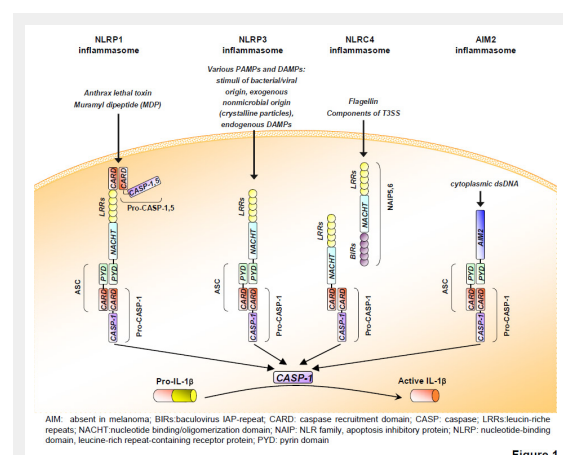 NLRP1
inflammasome
NLRP3
inflammasome
NLRC4
inflammasome
AIM2
inflammasome
Anthrax lethal toxin
Muramyl dipeptide (MDP)
Various PAMPs and DAMPs:
stimuli of bacterial/viral
origin, exogenous
nonmicrobial origin
(crystalline particles),
endogenous DAMPs
Flagellin
Components of T3SS
cytoplasmic dsDNA
CARD
CARD
CASP-1,5
Pro-CASP-1,5
LRRs
NACHT
PYD
PYD
ASC
CARD
CARD
CASP-1
Pro-CASP-1
LRRs
NACHT
PYD
PYD
ASC
CARD
CARD
CASP-1
Pro-CASP-1
LRRs
NACHT
BIRs
NAIP5,6
LRRs
NACHT
CARD
CARD
CASP-1
Pro-CASP-1
AIM2
PYD
PYD
ASC
CARD
CARD
CASP-1
Pro-CASP-1
CASP-1
Pro-IL-1β
Active IL-1β
AIM: absent in melanoma; BIRs:baculovirus IAP-repeat; CARD: caspase recruitment domain; CASP: caspase; LRRs:leucin-riche
repeats; NACHT:nucleotide binding/oligomerization domain; NAIP: NLR family, apoptosis inhibitory protein; NLRP: nucleotide-binding
domain, leucine-rich repeat-containing receptor protein; PYD: pyrin domain
Figure 1